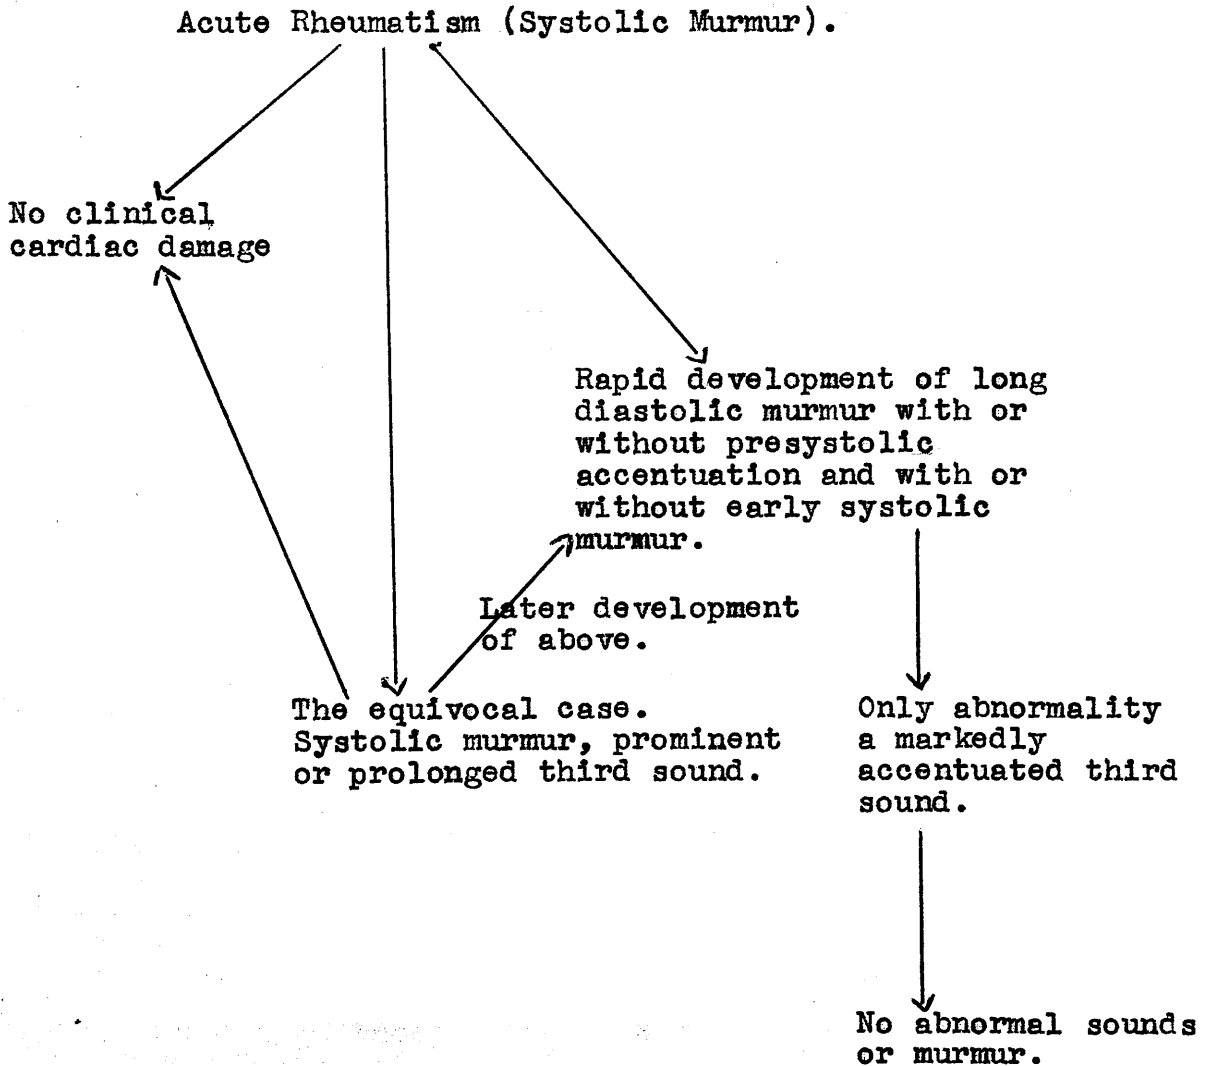 Acute Rheumatism (Systolic Murmur).
No clinical
cardiac damage
Rapid development of long
diastolic murmur with or
without presystolic
accentuation and with or
without early systolic
murmur.
Later development
of above.
The equivocal case.
Systolic murmur, prominent
or prolonged third sound.
Only abnormality
a markedly
accentuated third
sound.
No abnormal sounds
or murmur.